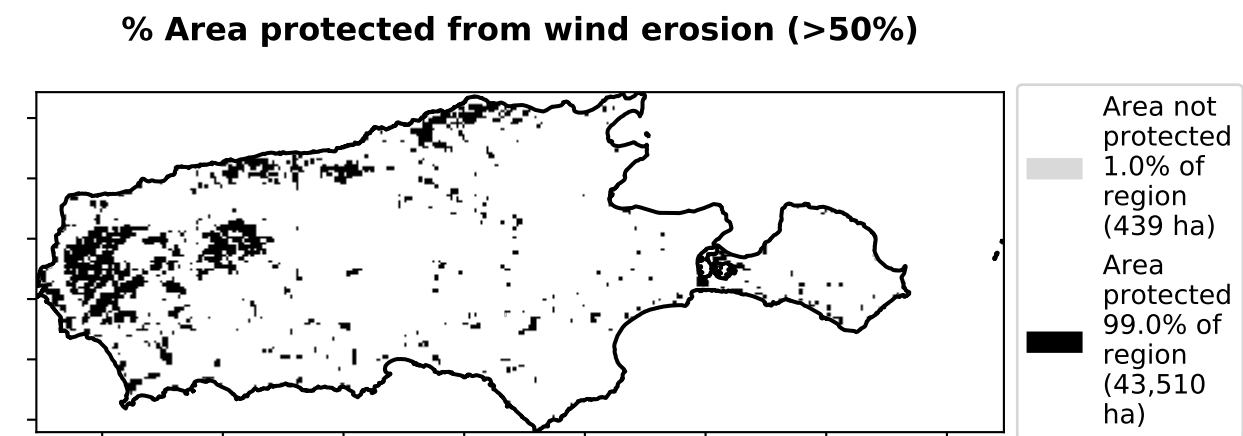 % Area protected from wind erosion (>50%)
Area not
protected
1.0% of
region
(439 ha)
Area
protected
99.0% of
region
(43,510
ha)